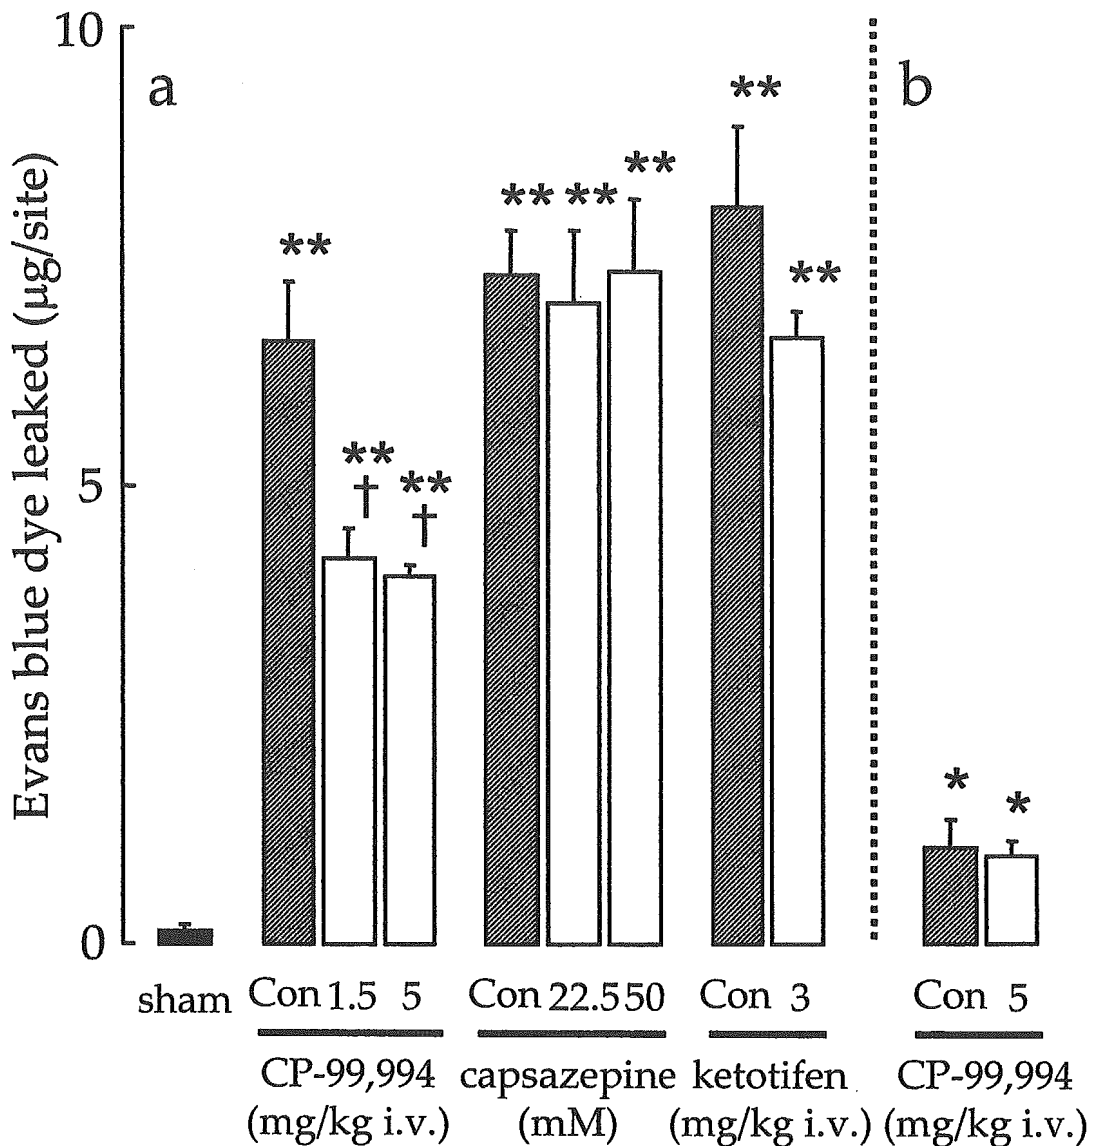 10
a
b
**
**
**
**
**
**
**
**
†
†
5
*
*
0
Evans blue dye leaked (µg/site)
sham
Con 1.5 5
Con 22.5 50
Con 3
Con 5
CP-99,994
(mg/kg i.v.)
capsazepine
(mM)
ketotifen
(mg/kg i.v.)
CP-99,994
(mg/kg i.v.)